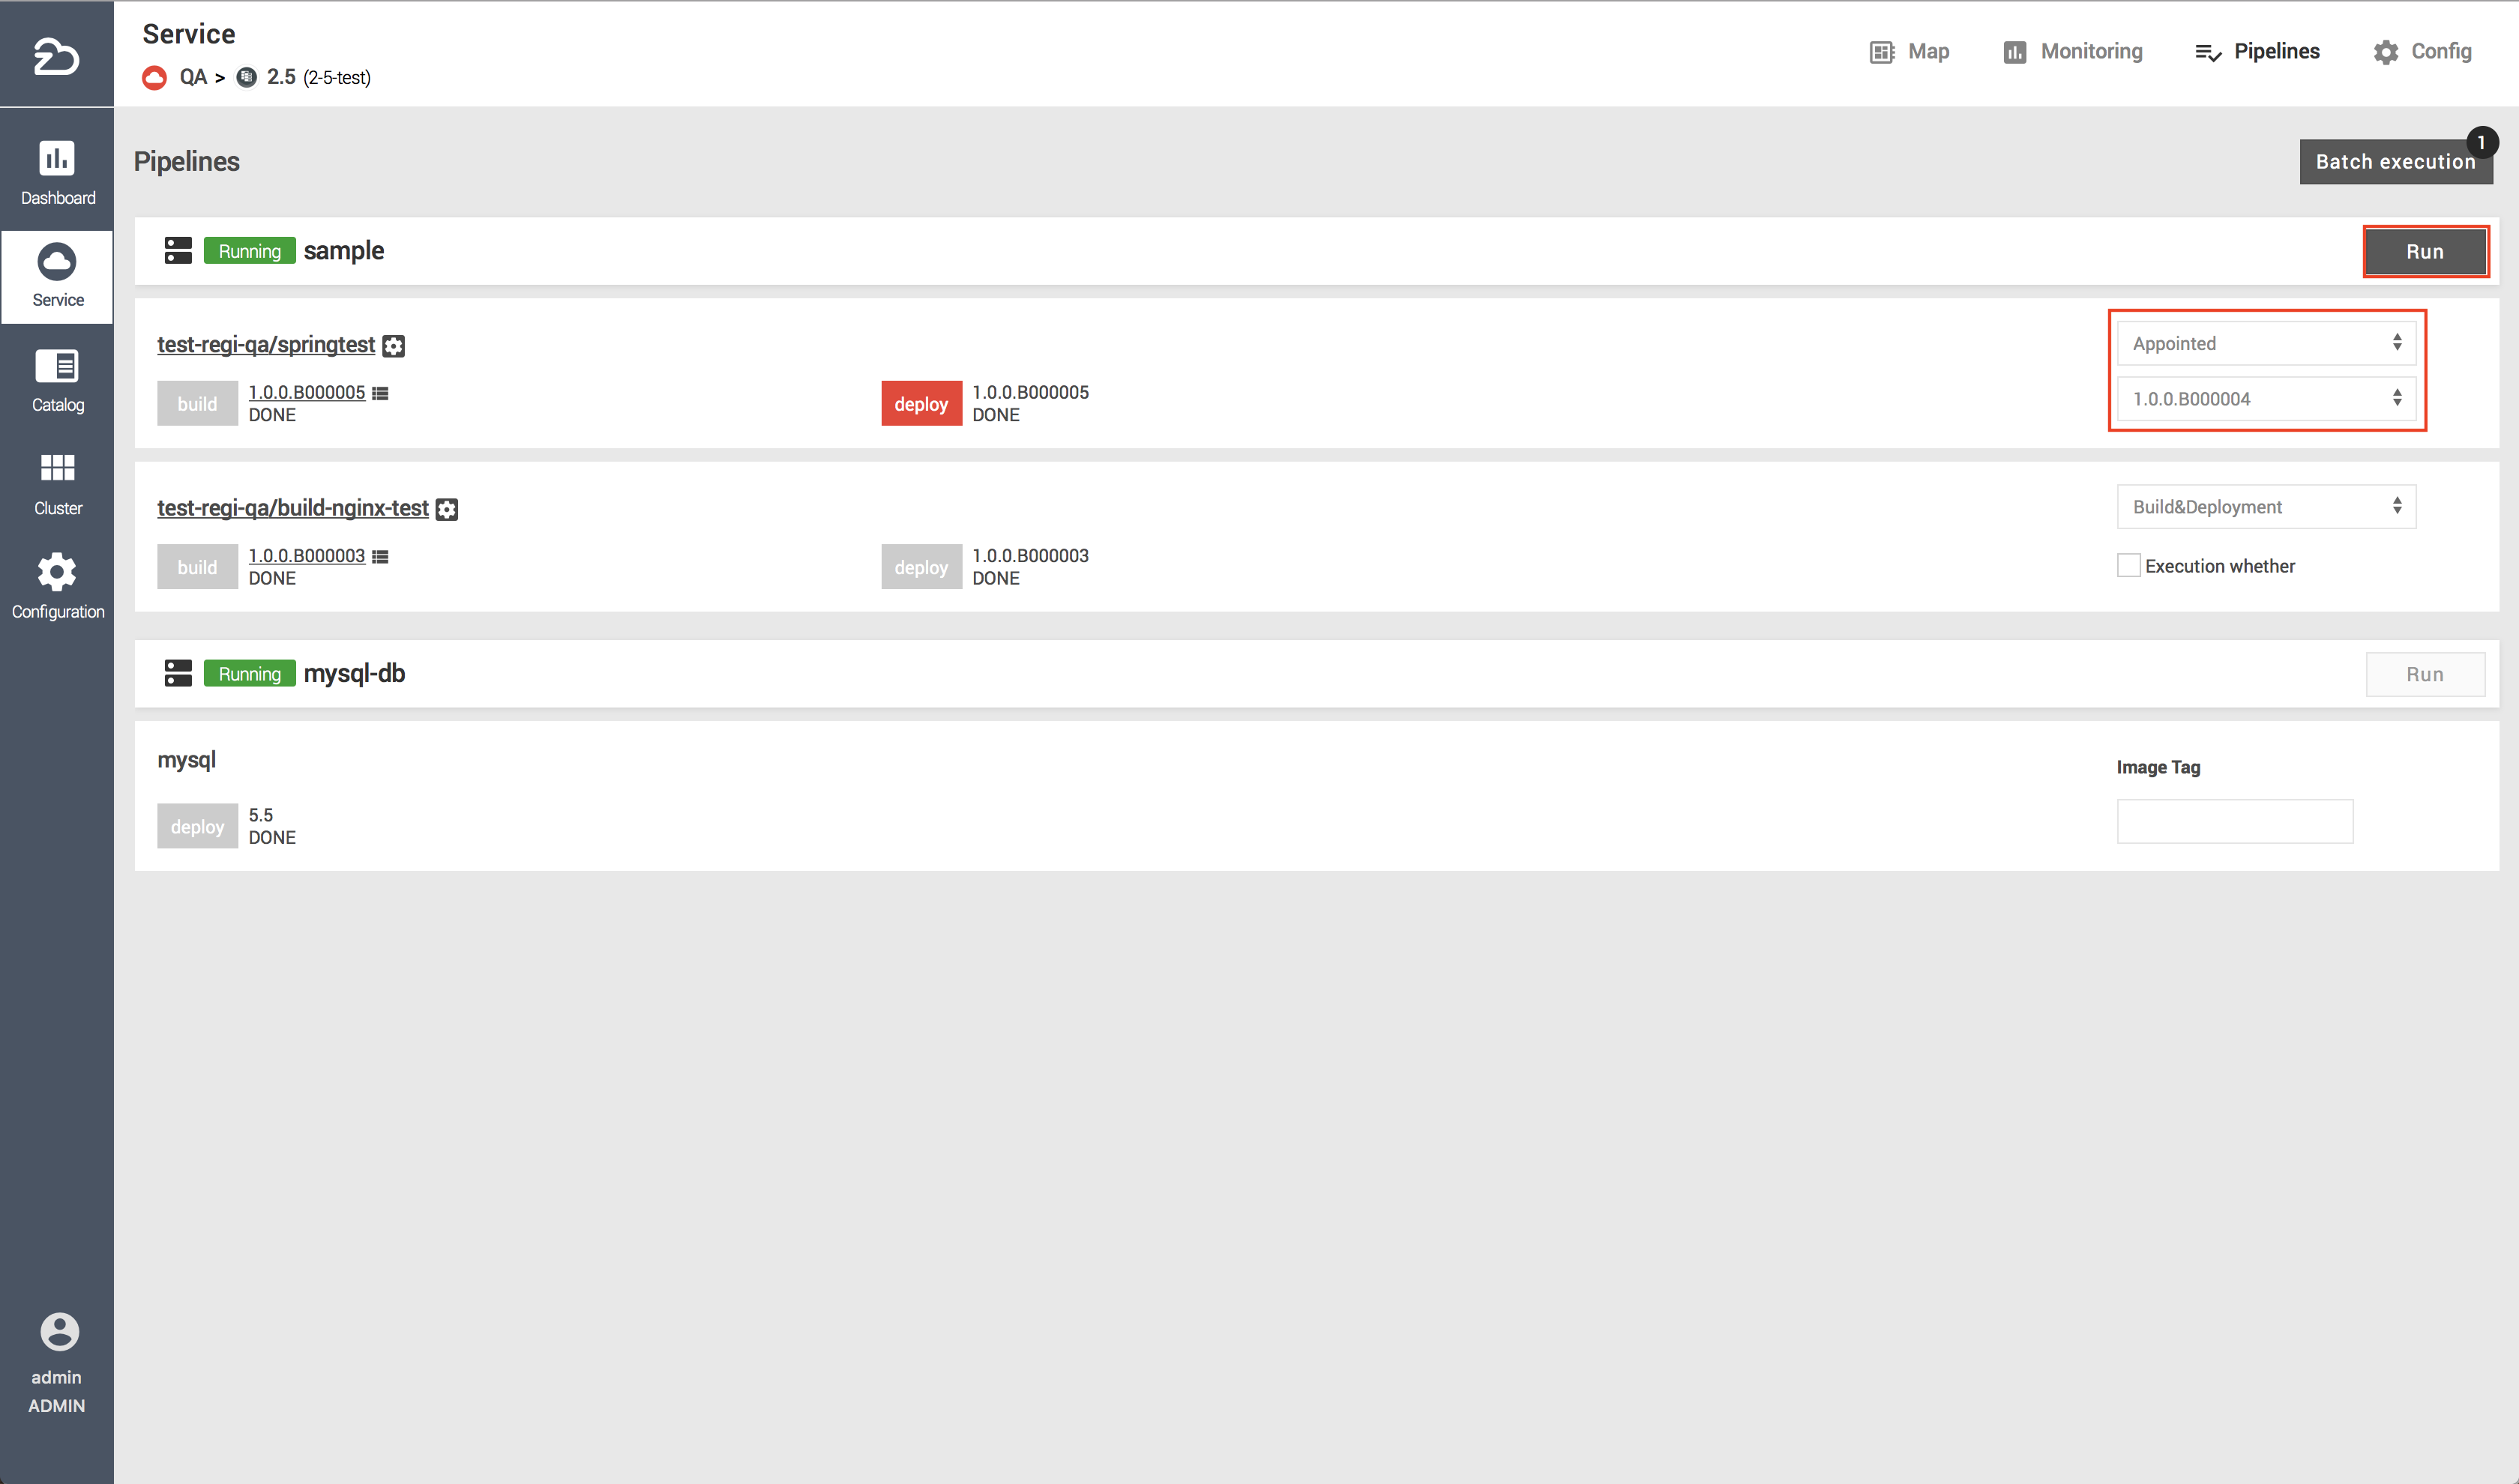 Service
QA > 2.5 (2-5-test)
Map
Monitoring
Pipelines
Config
Dashboard
Service
Catalog
Cluster
Configuration
admin
ADMIN
Pipelines
Batch execution
1
Running sample
Run
test-regi-qa/springtest
build
1.0.0.B000005
DONE
deploy
1.0.0.B000005
DONE
Appointed
1.0.0.B000004
test-regi-qa/build-nginx-test
build
1.0.0.B000003
DONE
deploy
1.0.0.B000003
DONE
Build&Deployment
Execution whether
Running mysql-db
Run
mysql
deploy
5.5
DONE
Image Tag